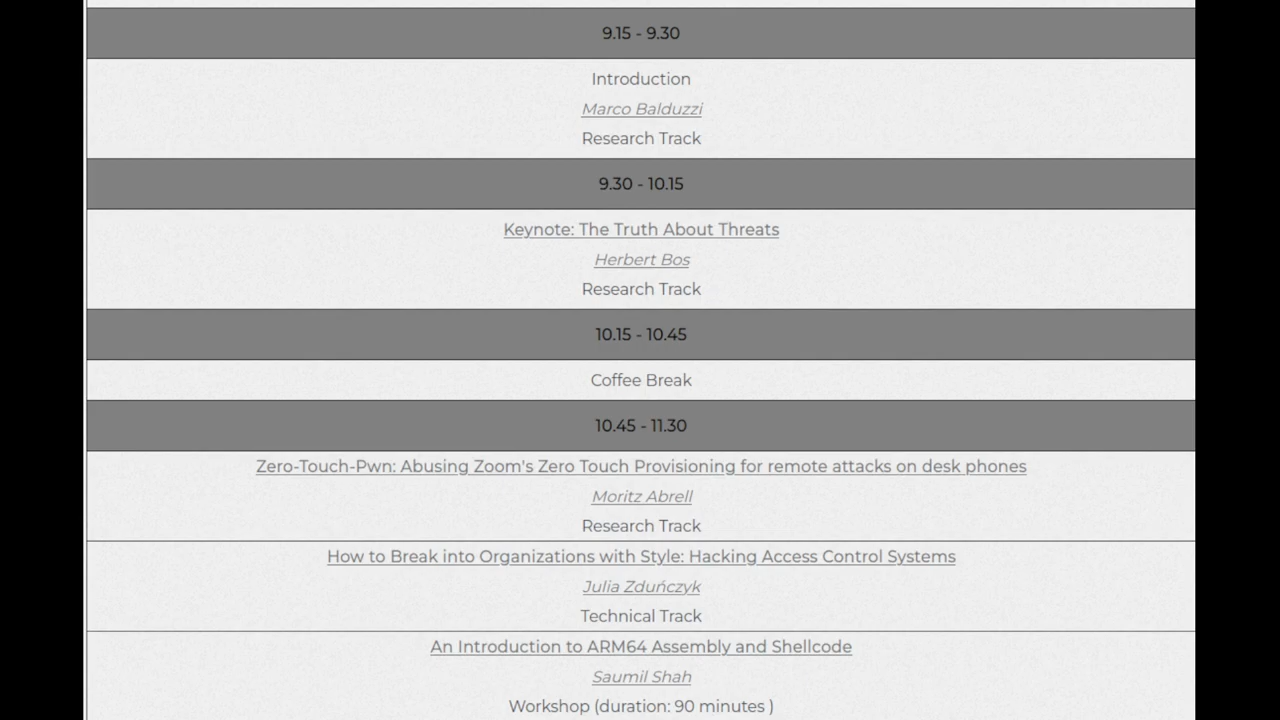 9.15 - 9.30
Introduction
Marco Balduzzi
Research Track
9.30 - 10.15
Keynote: The Truth About Threats
Herbert Bos
Research Track
10.15 - 10.45
Coffee Break
10.45 - 11.30
Zero-Touch-Pwn: Abusing Zoom's Zero Touch Provisioning for remote attacks on desk phones
Moritz Abrell
Research Track
How to Break into Organizations with Style: Hacking Access Control Systems
Julia Zduńczyk
Technical Track
An Introduction to ARM64 Assembly and Shellcode
Saumil Shah
Workshop (duration: 90 minutes )